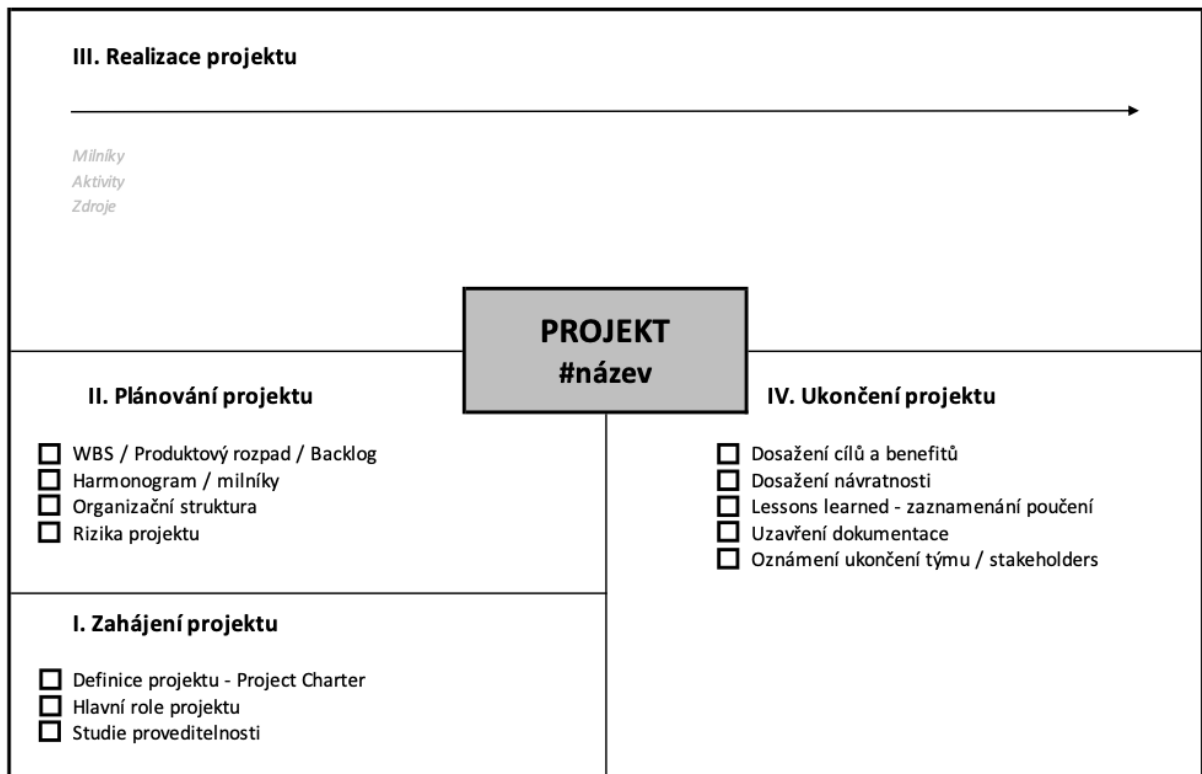 III. Realizace projektu
Milníky
Aktivity
Zdroje
PROJEKT
#název
II. Plánování projektu
WBS / Produktový rozpad / Backlog
Harmonogram / milníky
Organizační struktura
Rizika projektu
IV. Ukončení projektu
Dosažení cílů a benefitů
Dosažení návratnosti
Lessons learned - zaznamenání poučení
Uzavření dokumentace
Oznámení ukončení týmu / stakeholders
I. Zahájení projektu
Definice projektu - Project Charter
Hlavní role projektu
Studie proveditelnosti